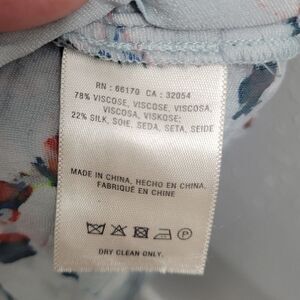 RN : 66170 CA : 32054
78% VISCOSE, VISCOSE, VISCOSA,
VISCOSA, VISKOSE;
22% SILK, SOIE, SEDA, SETA, SEIDE
MADE IN CHINA, HECHO EN CHINA,
FABRIQUÉ EN CHINE
P
DRY CLEAN ONLY.